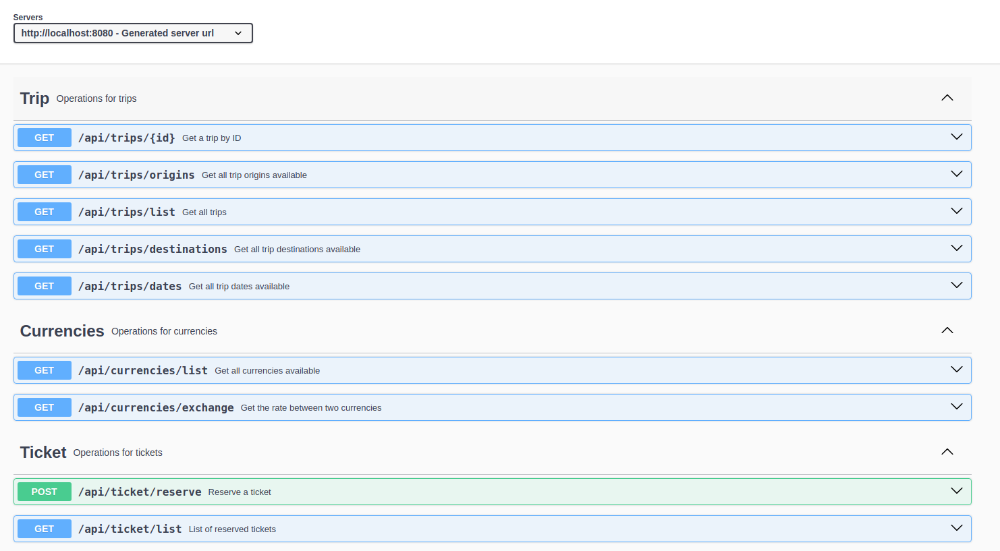 Servers
http://localhost:8080 - Generated server url
Trip Operations for trips
GET /api/trips/{id} Get a trip by ID
GET /api/trips/origins Get all trip origins available
GET /api/trips/list Get all trips
GET /api/trips/destinations Get all trip destinations available
GET /api/trips/dates Get all trip dates available
Currencies Operations for currencies
GET /api/currencies/list Get all currencies available
GET /api/currencies/exchange Get the rate between two currencies
Ticket Operations for tickets
POST /api/ticket/reserve Reserve a ticket
GET /api/ticket/list List of reserved tickets